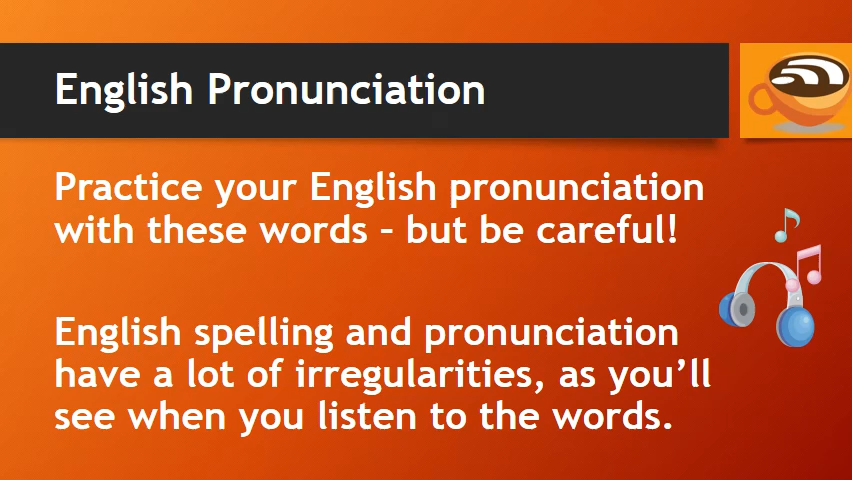 English Pronunciation
Practice your English pronunciation
with these words – but be careful!
English spelling and pronunciation
have a lot of irregularities, as you’ll
see when you listen to the words.